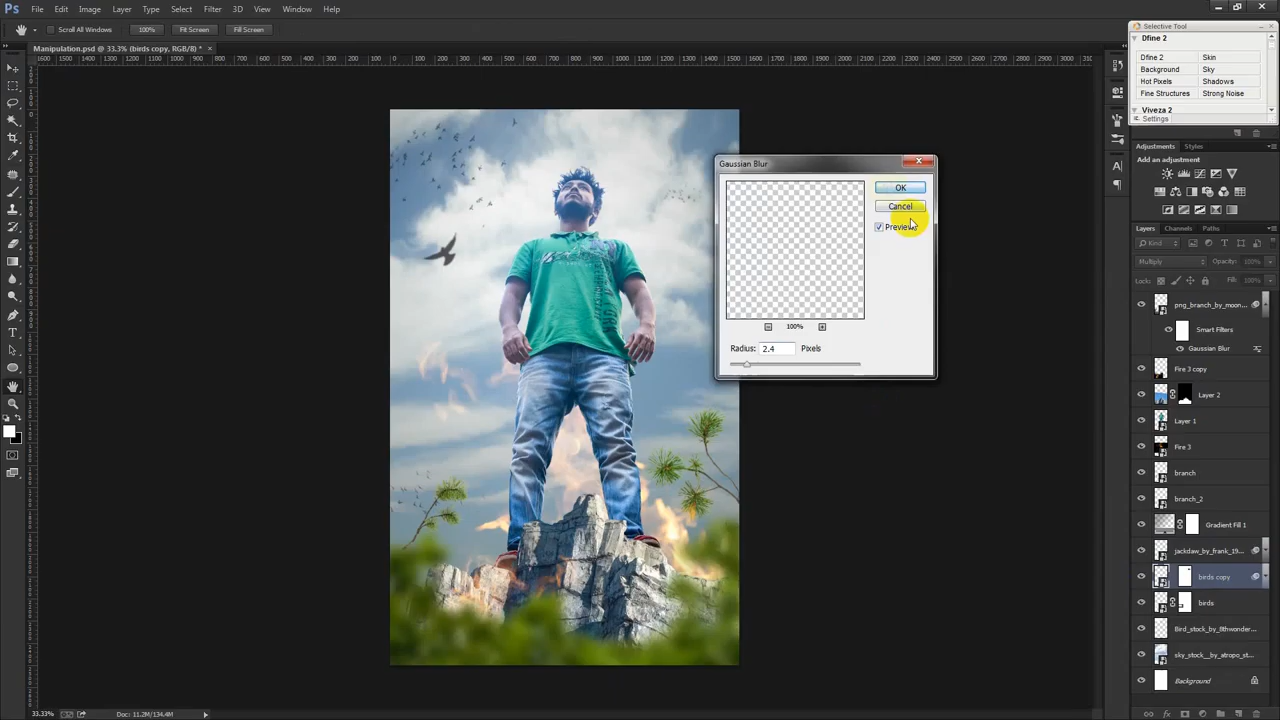 Ps File Edit Image Layer Type Select Filter 3D View Window Help
Scroll All Windows 100% Fit Screen Fill Screen
Manipulation.psd @ 33.3% (birds copy, RGB/8) *
Selective Tool
Dfine 2
Dfine 2 Skin
Background Sky
Hot Pixels Shadows
Fine Structures Strong Noise
Viveza 2
Settings
Adjustments Styles
Add an adjustment
Gaussian Blur
OK
Cancel
Preview
100%
Radius: 2.4 Pixels
Layers Channels Paths
Kind
Multiply Opacity: 100%
Lock: Fill: 100%
png_branch_by_moon...
Smart Filters
Gaussian Blur
Fire 3 copy
Layer 2
Layer 1
Fire 3
branch
branch_2
Gradient Fill 1
jackdaw_by_frank_19...
birds copy
birds
Bird_stock_by_8thwonder...
sky_stock__by_atropo_st...
Background
33.33% Doc: 11.2M/134.4M